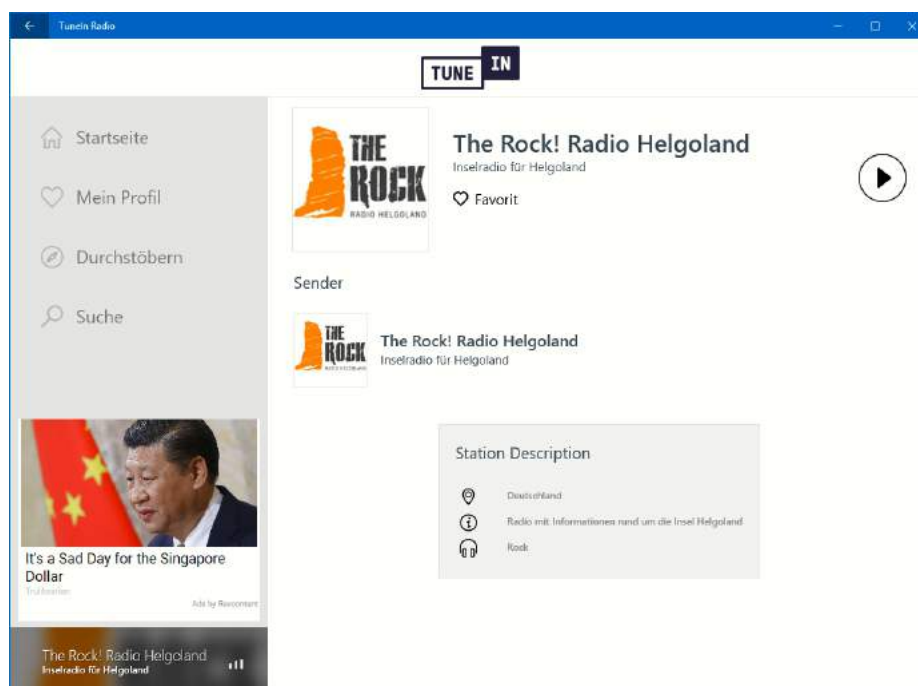 TuneIn Radio
TUNE IN
Startseite
Mein Profil
Durchstöbern
Suche
THE
ROCK
RADIO HELGOLAND
The Rock! Radio Helgoland
Inselradio für Helgoland
Favorit
Sender
THE
ROCK
RADIO HELGOLAND
The Rock! Radio Helgoland
Inselradio für Helgoland
Station Description
Deutschland
Radio mit Informationen rund um die Insel Helgoland
Rock
It's a Sad Day for the Singapore
Dollar
Ads by Revcontent
The Rock! Radio Helgoland
Inselradio für Helgoland